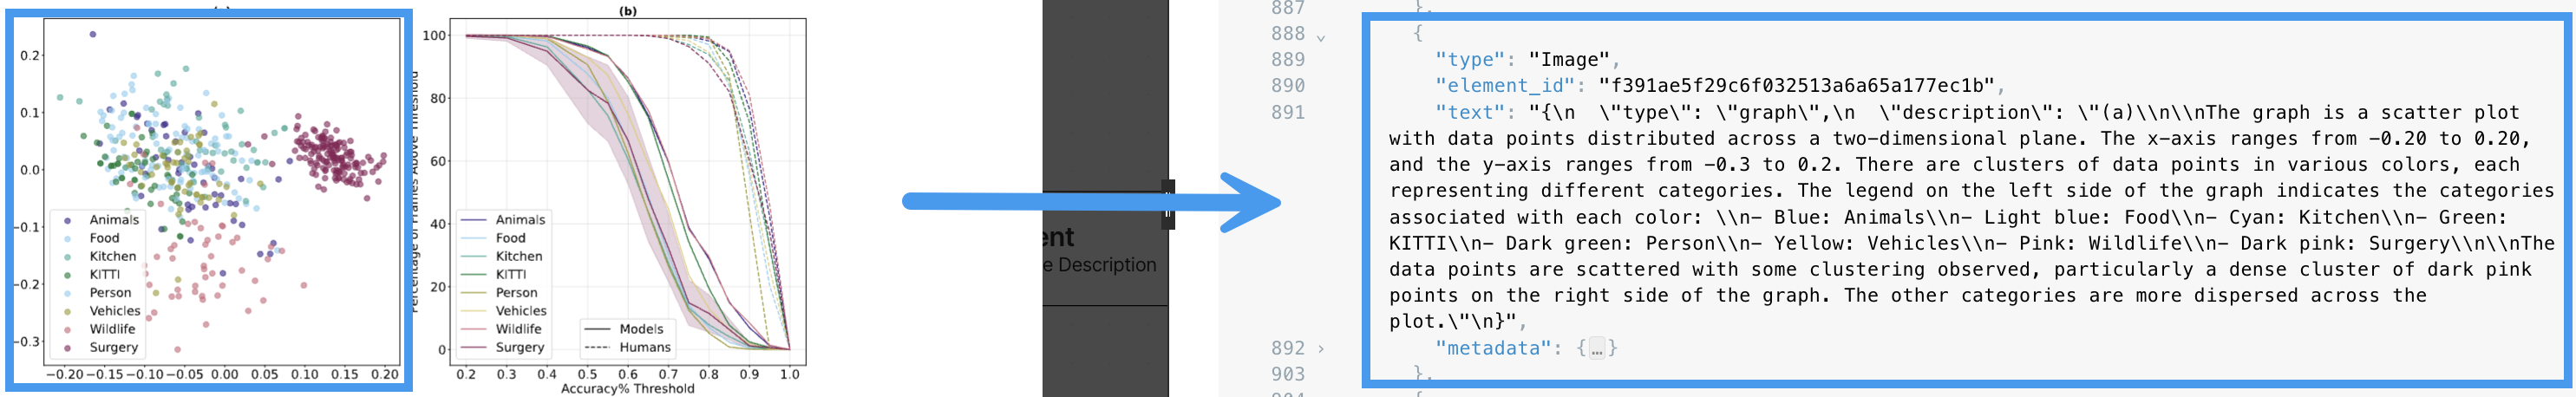 0.2
0.1
0.0
−0.1
−0.2
−0.3
Animals
Food
Kitchen
KITTI
Person
Vehicles
Wildlife
Surgery
−0.20 −0.15 −0.10 −0.05 0.00 0.05 0.10 0.15 0.20
(b)
Percentage of Frames Above Threshold
100
80
60
40
20
0
Animals
Food
Kitchen
KITTI
Person
Vehicles
Wildlife
Surgery
Models
Humans
0.2 0.3 0.4 0.5 0.6 0.7 0.8 0.9 1.0
Accuracy% Threshold
ent
e Description
887 },
888 {
889 "type": "Image",
890 "element_id": "f391ae5f29c6f032513a6a65a177ec1b",
891 "text": "{\n  \"type\": \"graph\",\n  \"description\": \"(a)\\n\\nThe graph is a scatter plot
with data points distributed across a two-dimensional plane. The x-axis ranges from -0.20 to 0.20,
and the y-axis ranges from -0.3 to 0.2. There are clusters of data points in various colors, each
representing different categories. The legend on the left side of the graph indicates the categories
associated with each color: \\n- Blue: Animals\\n- Light blue: Food\\n- Cyan: Kitchen\\n- Green:
KITTI\\n- Dark green: Person\\n- Yellow: Vehicles\\n- Pink: Wildlife\\n- Dark pink: Surgery\\n\\nThe
data points are scattered with some clustering observed, particularly a dense cluster of dark pink
points on the right side of the graph. The other categories are more dispersed across the
plot.\"\n}",
892 "metadata": {…}
903 },
904 {